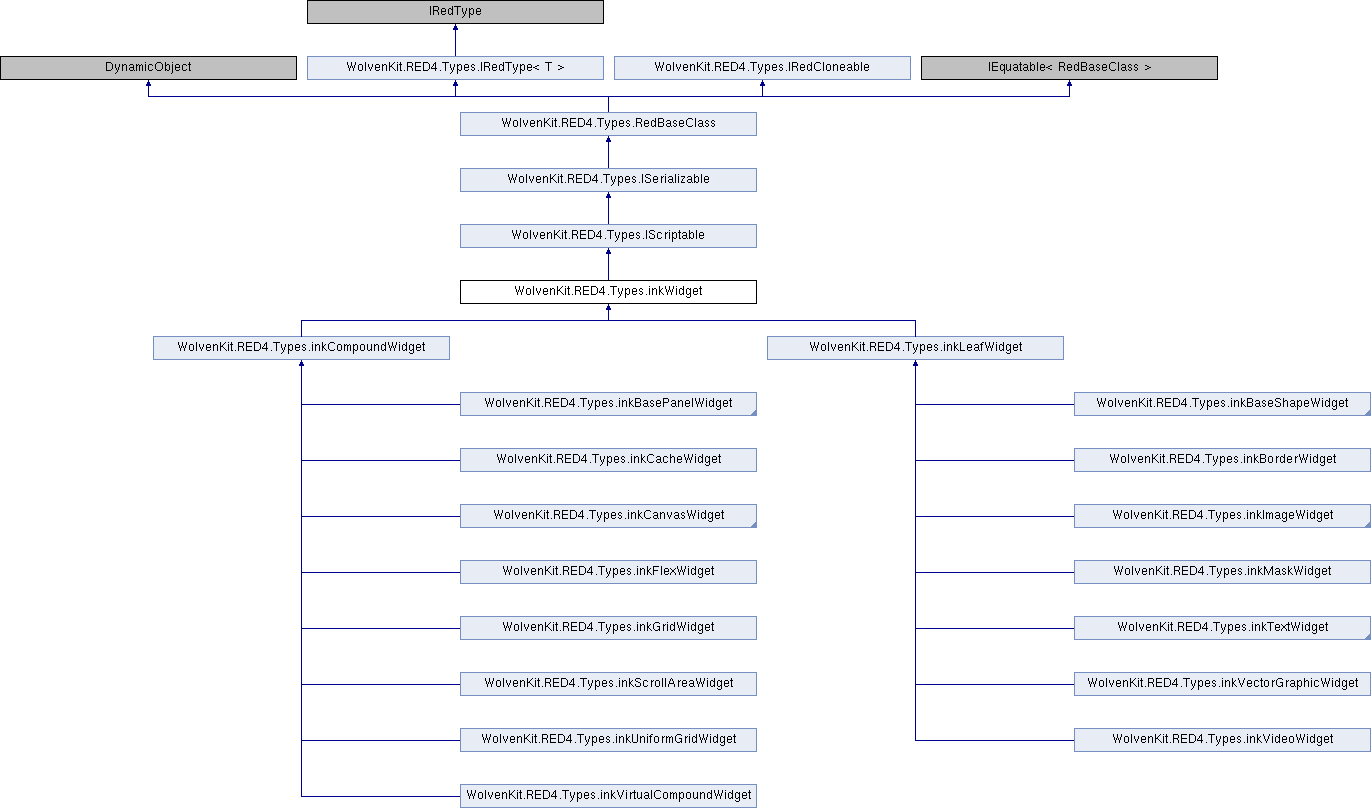 IRedType
DynamicObject
WolvenKit.RED4.Types.IRedType< T >
WolvenKit.RED4.Types.IRedCloneable
IEquatable< RedBaseClass >
WolvenKit.RED4.Types.RedBaseClass
WolvenKit.RED4.Types.ISerializable
WolvenKit.RED4.Types.IScriptable
WolvenKit.RED4.Types.inkWidget
WolvenKit.RED4.Types.inkCompoundWidget
WolvenKit.RED4.Types.inkLeafWidget
WolvenKit.RED4.Types.inkBasePanelWidget
WolvenKit.RED4.Types.inkBaseShapeWidget
WolvenKit.RED4.Types.inkCacheWidget
WolvenKit.RED4.Types.inkBorderWidget
WolvenKit.RED4.Types.inkCanvasWidget
WolvenKit.RED4.Types.inkImageWidget
WolvenKit.RED4.Types.inkFlexWidget
WolvenKit.RED4.Types.inkMaskWidget
WolvenKit.RED4.Types.inkGridWidget
WolvenKit.RED4.Types.inkTextWidget
WolvenKit.RED4.Types.inkScrollAreaWidget
WolvenKit.RED4.Types.inkVectorGraphicWidget
WolvenKit.RED4.Types.inkUniformGridWidget
WolvenKit.RED4.Types.inkVideoWidget
WolvenKit.RED4.Types.inkVirtualCompoundWidget